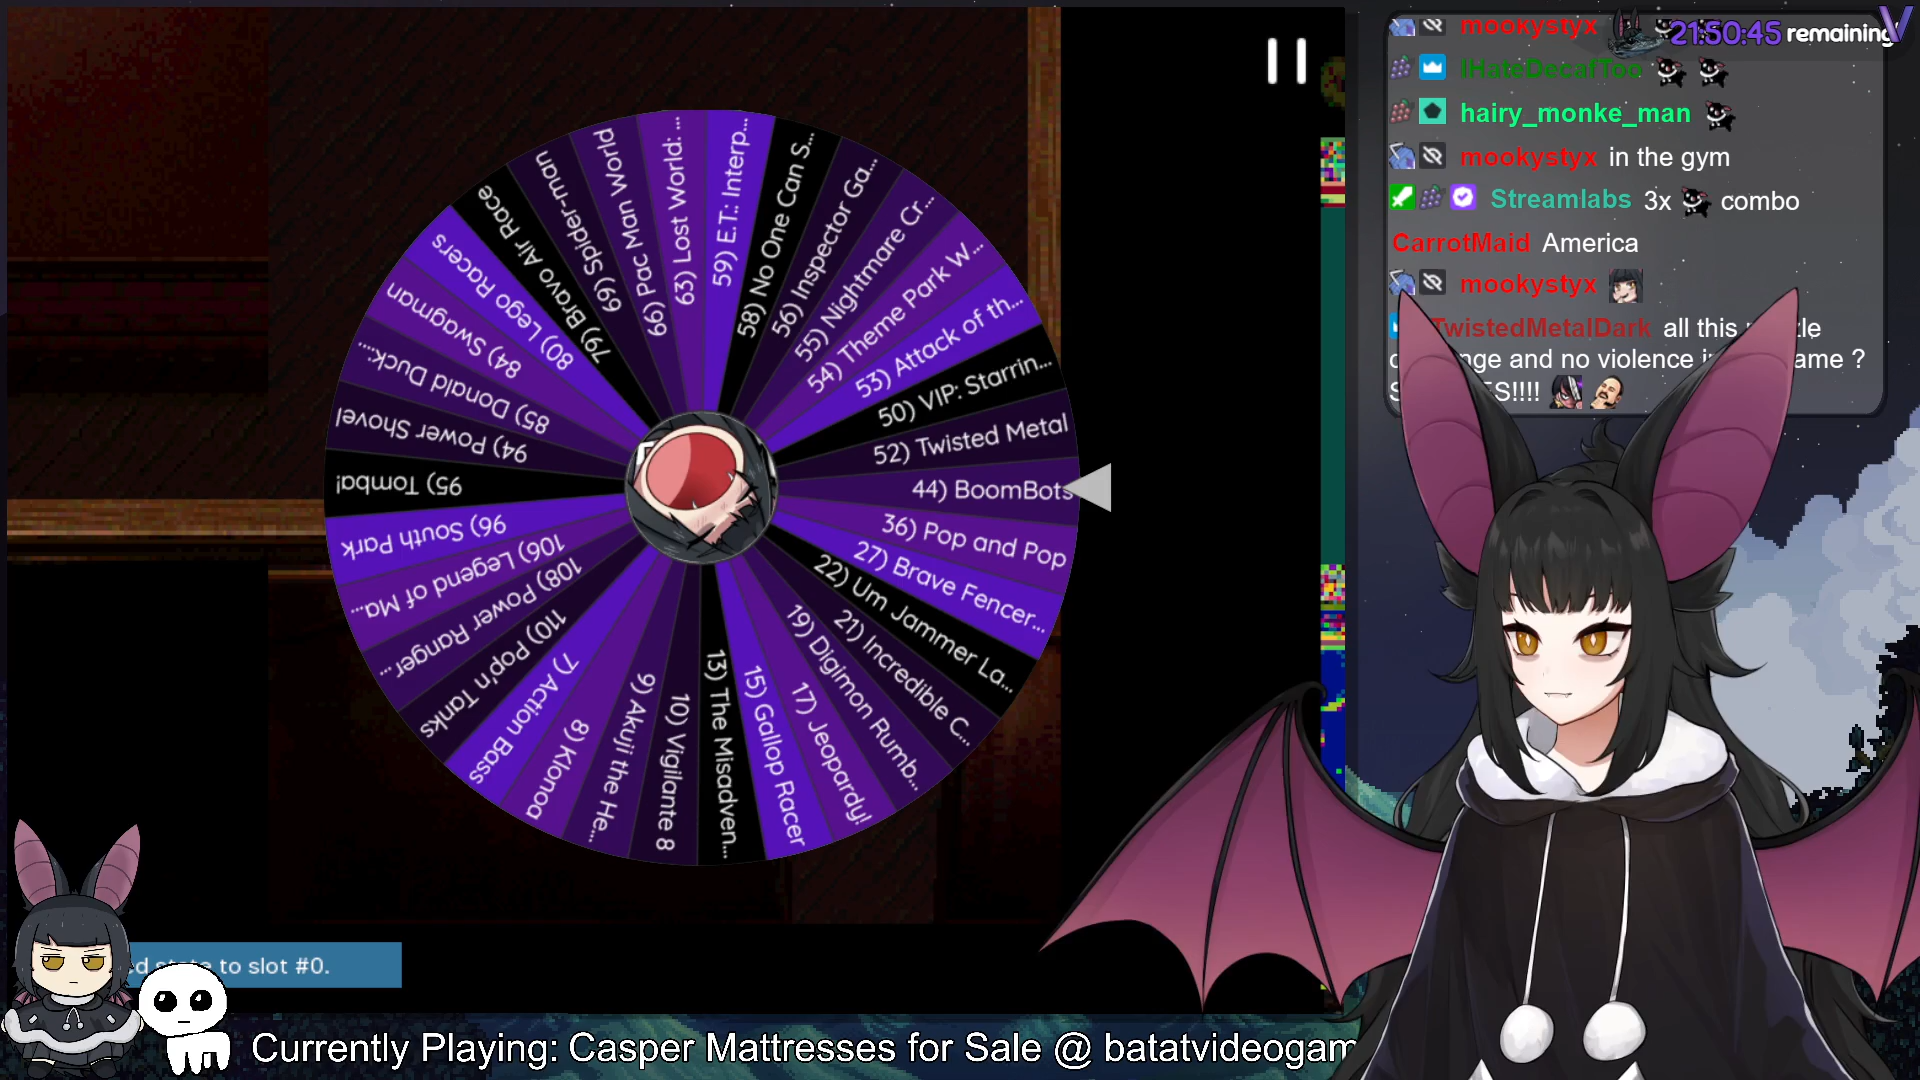 mookystyx
21:50:45 remaining
IHateDecafToo
hairy_monke_man
mookystyx in the gym
Streamlabs 3x combo
CarrotMaid America
mookystyx
TwistedMetalDark all this
and no violence
59) E.T.: Interp...
58) No One Can S...
56) Inspector Ga...
55) Nightmare Cr...
54) Theme Park W...
53) Attack of th...
50) VIP: Starrin...
52) Twisted Metal
44) BoomBots
36) Pop and Pop
27) Brave Fencer...
22) Um Jammer La...
21) Incredible C...
19) Digimon Rumb...
17) Jeopardy!
15) Gallop Racer
13) The Misadven...
10) Vigilante 8
9) Akuji the He...
8) Klonoa
7) Action Bass
110) Pop'n Tanks
108) Power Ranger...
106) Legend of Ma...
96) South Park
95) Tomba!
94) Power Shovel
85) Donald Duck:...
84) Swagman
80) Lego Racers
79) Bravo Air Race
69) Spider-man
66) Pac Man World
63) Lost World: ...
to slot #0.
Currently Playing: Casper Mattresses for Sale @